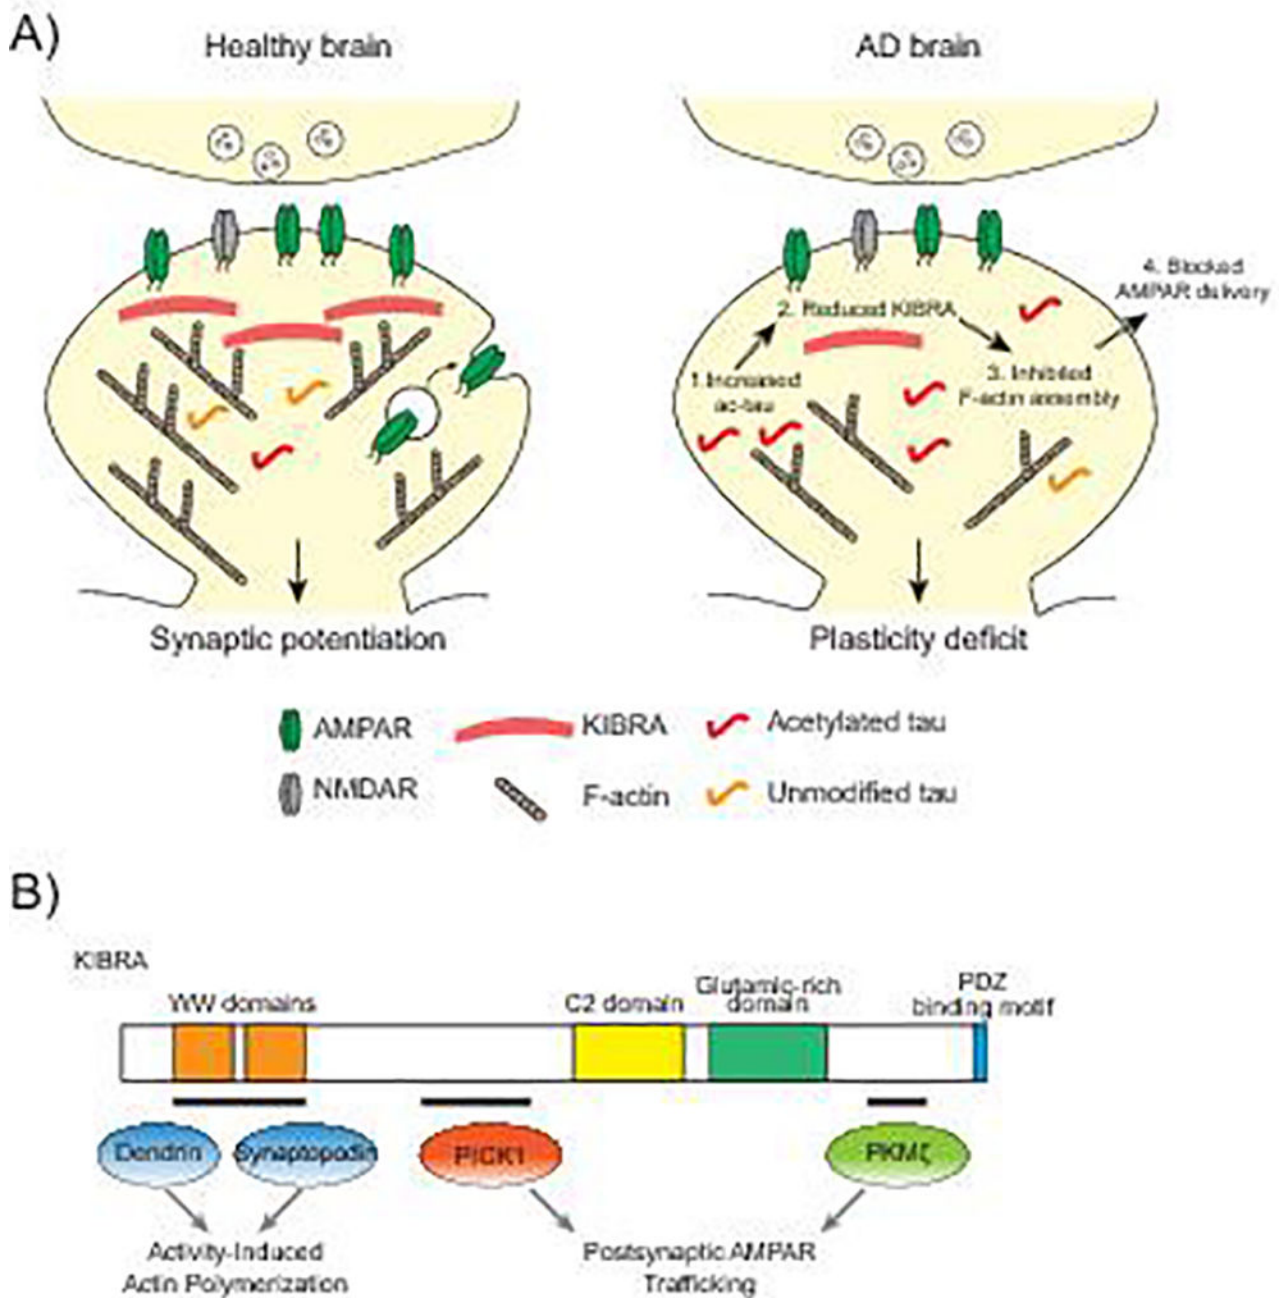 A)
Healthy brain
AD brain
4. Blocked
AMPAR delivery
2. Reduced KIBRA
1.Increased
ac-tau
3. Inhibited
F-actin assembly
Synaptic potentiation
Plasticity deficit
AMPAR
KIBRA
Acetylated tau
NMDAR
F-actin
Unmodified tau
B)
KIBRA
WW domains
C2 domain
Glutamic-rich
domain
PDZ
binding motif
Dendrin
Synaptopodin
PICK1
PKMζ
Activity-Induced
Actin Polymerization
Postsynaptic AMPAR
Trafficking